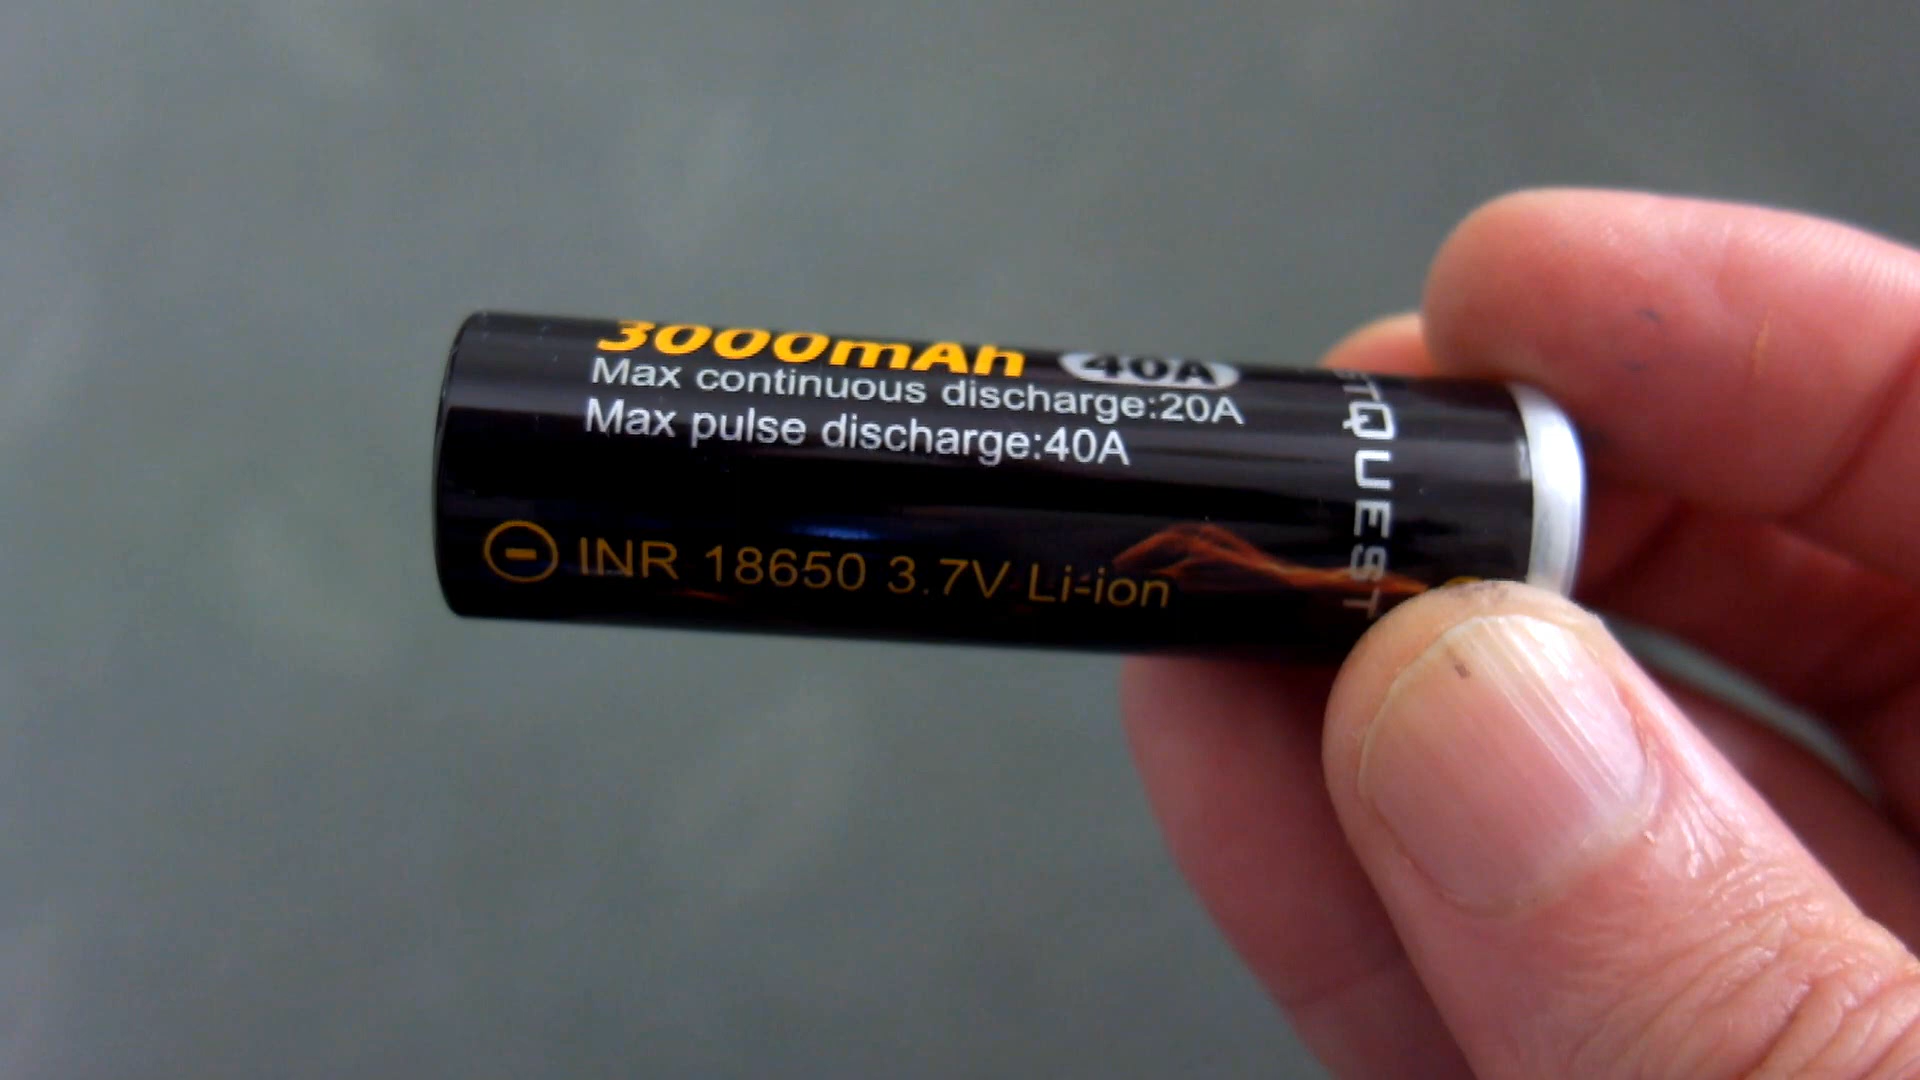 3000mAh 40A
Max continuous discharge:20A
Max pulse discharge:40A
INR 18650 3.7V Li-ion
QUEST